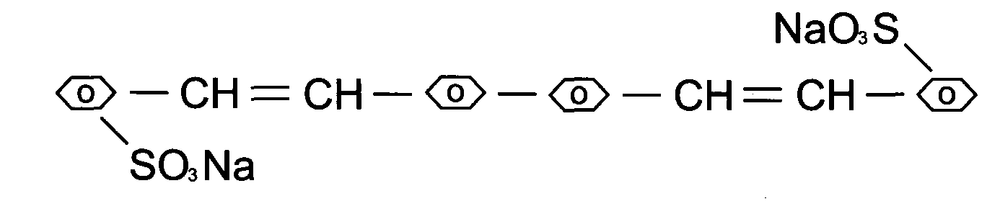 NaO₃S
o — CH = CH — o — o — CH = CH — o
SO₃Na